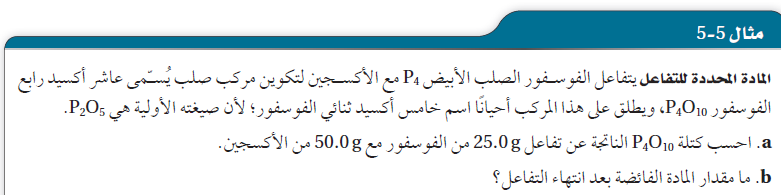 مثال 5-5
المادة المحددة للتفاعل يتفاعل الفوسفور الصلب الأبيض P₄ مع الأكسجين لتكوين مركب صلب يُسمّى عاشر أكسيد رابع
الفوسفور P₄O₁₀، ويطلق على هذا المركب أحيانًا اسم خامس أكسيد ثنائي الفوسفور؛ لأن صيغته الأولية هي P₂O₅.
a. احسب كتلة P₄O₁₀ الناتجة عن تفاعل 25.0 g من الفوسفور مع 50.0 g من الأكسجين.
b. ما مقدار المادة الفائضة بعد انتهاء التفاعل؟